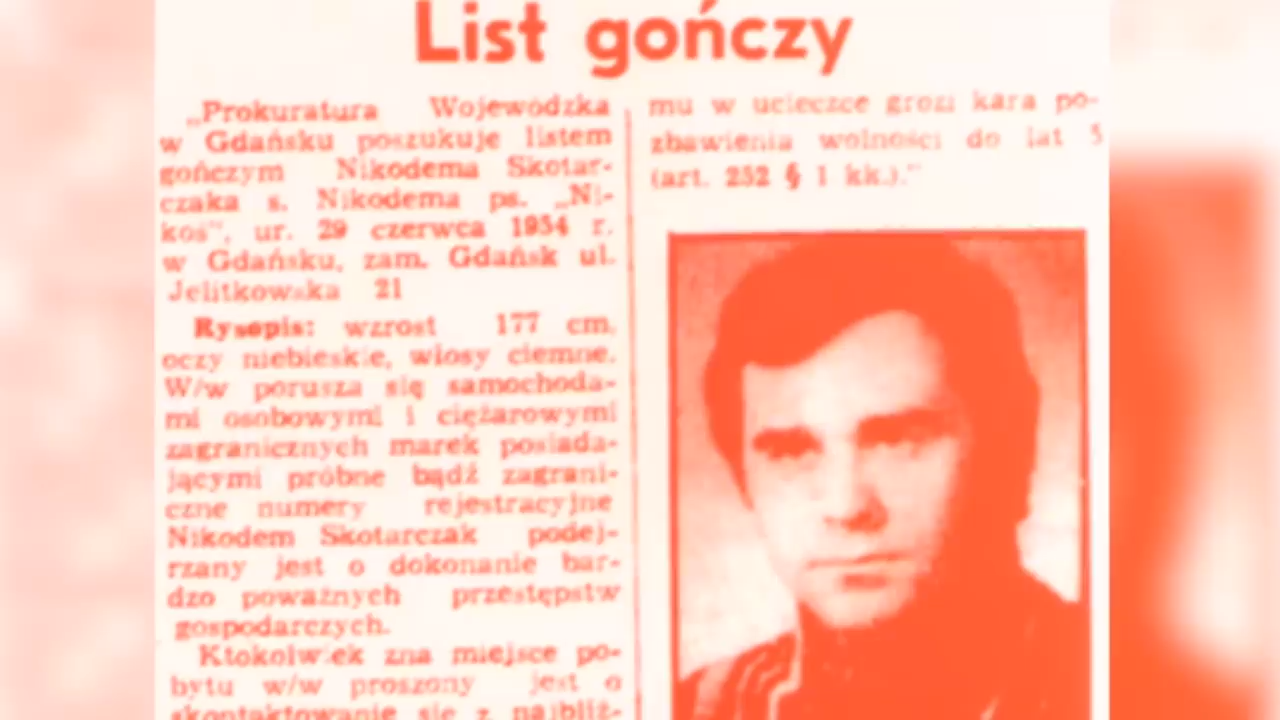 List gończy
„Prokuratura Wojewódzka
w Gdańsku poszukuje listem
gończym Nikodema Skotar-
czaka s. Nikodema ps. „Ni-
koś”, ur. 29 czerwca 1954 r.
w Gdańsku, zam. Gdańsk ul.
Jelitkowska 21
Rysopis: wzrost 177 cm,
oczy niebieskie, włosy ciemne.
W/w porusza się samochoda-
mi osobowymi i ciężarowymi
zagranicznych marek posiada-
jącymi próbne bądź zagrani-
czne numery rejestracyjne
Nikodem Skotarczak podej-
rzany jest o dokonanie bar-
dzo poważnych przestępstw
gospodarczych.
Ktokolwiek zna miejsce po-
bytu w/w proszony jest o
skontaktowanie się z najbliż-
mu w ucieczce grozi kara po-
zbawienia wolności do lat 5
(art. 252 § 1 kk.).”